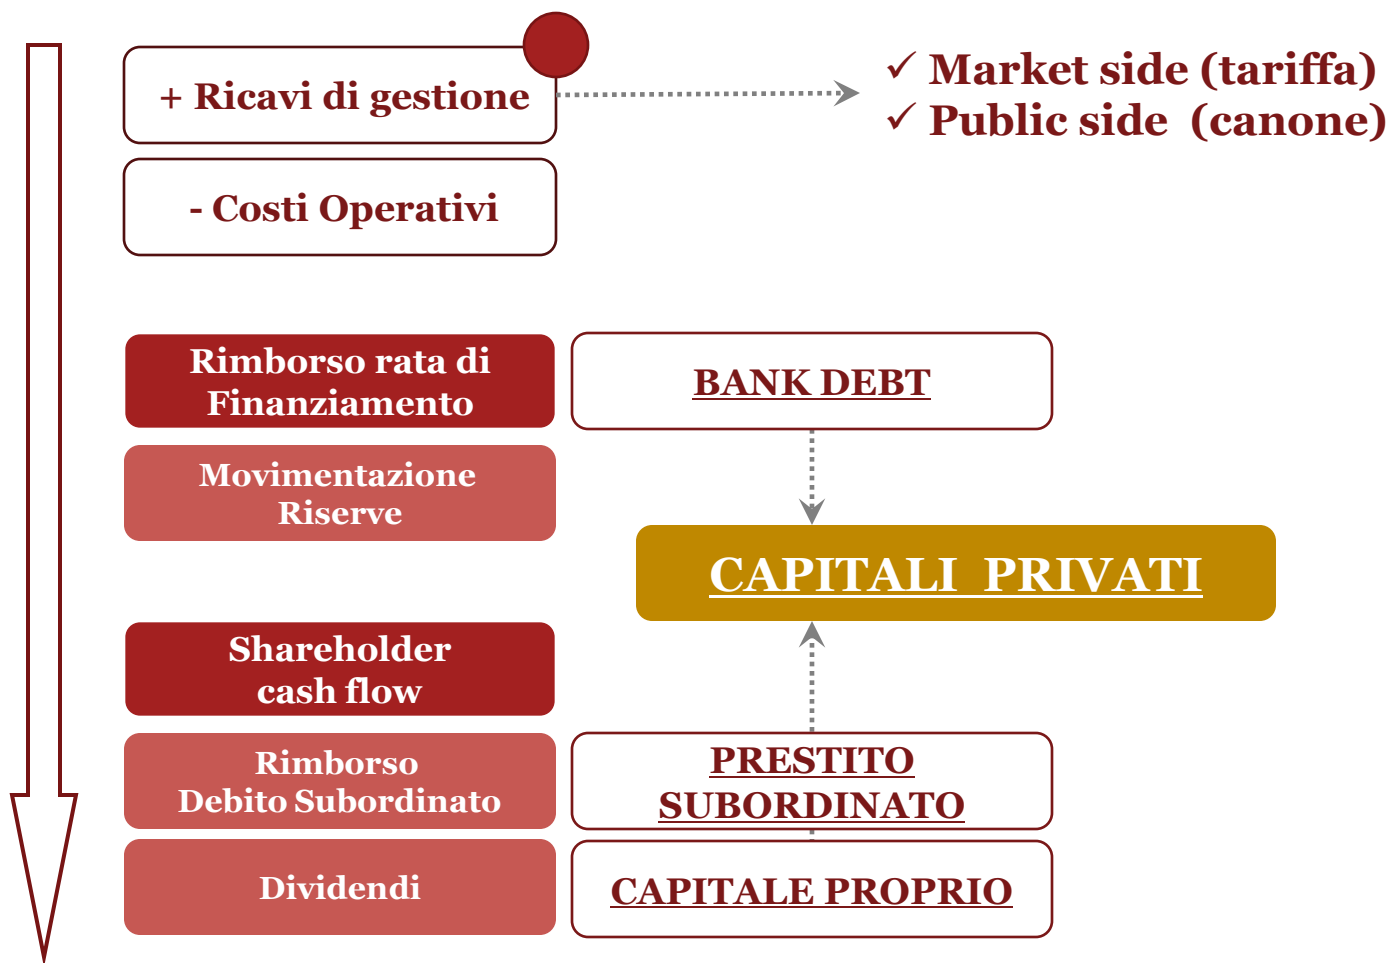 + Ricavi di gestione
✓ Market side (tariffa)
✓ Public side (canone)
- Costi Operativi
Rimborso rata di
Finanziamento
BANK DEBT
Movimentazione
Riserve
CAPITALI PRIVATI
Shareholder
cash flow
Rimborso
Debito Subordinato
PRESTITO
SUBORDINATO
Dividendi
CAPITALE PROPRIO